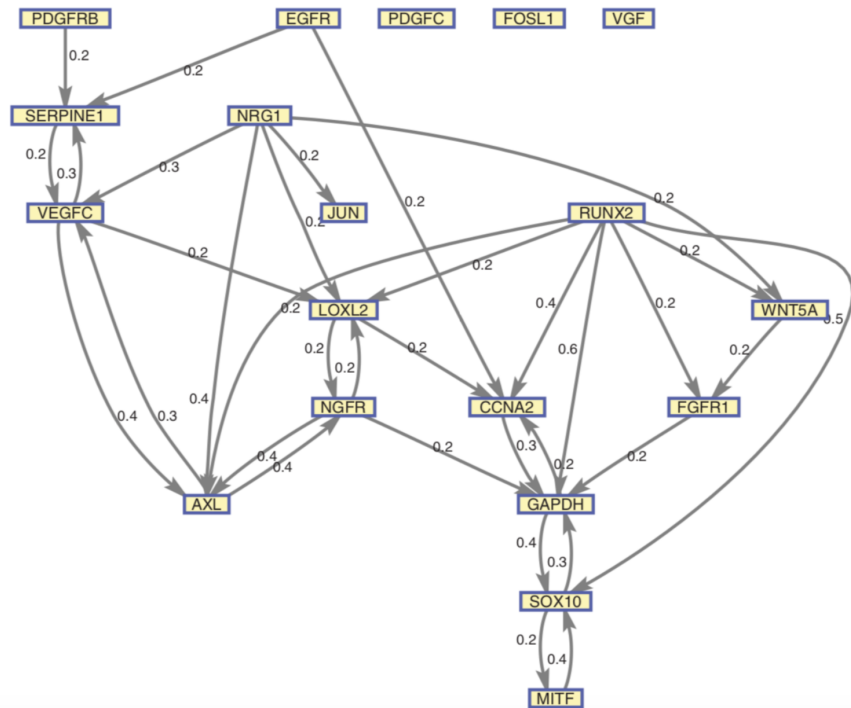 PDGFRB EGFR PDGFC FOSL1 VGF
0.2
0.2
SERPINE1 NRG1
0.2 0.3 0.3 0.2
0.2 0.2
VEGFC JUN 0.2 RUNX2
0.2 0.2 0.2
0.2 LOXL2 0.4 0.2 WNT5A 0.5
0.2 0.2 0.2 0.6 0.2
0.4 0.3 0.4 NGFR CCNA2 FGFR1
0.4 0.4 0.2 0.3 0.2 0.2
AXL GAPDH
0.4 0.3
SOX10
0.2 0.4
MITF